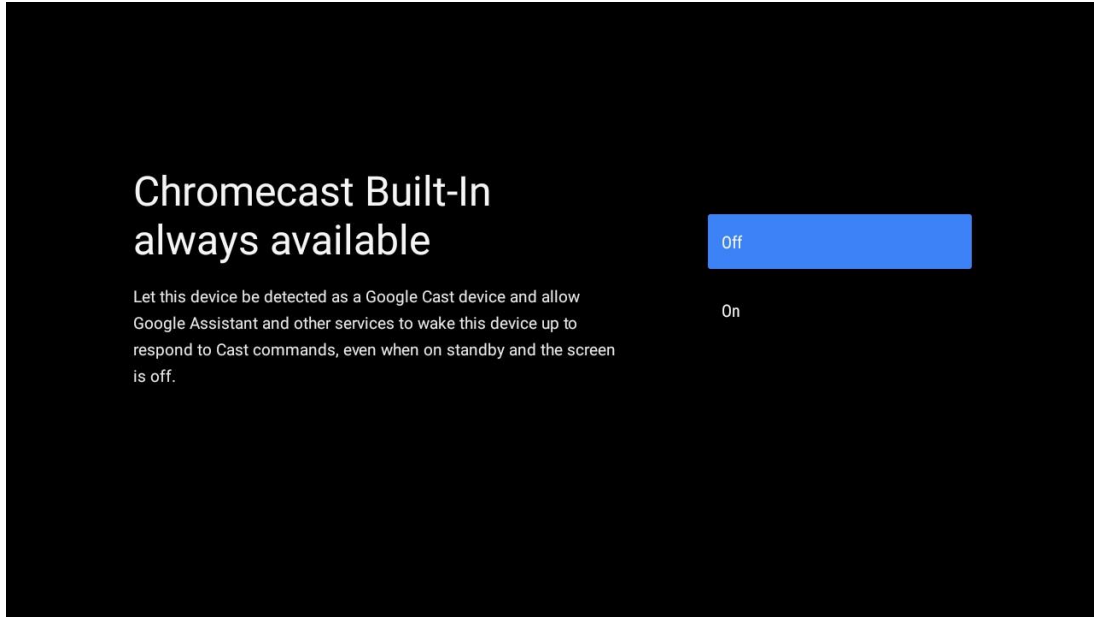 Chromecast Built-In
always available
Let this device be detected as a Google Cast device and allow
Google Assistant and other services to wake this device up to
respond to Cast commands, even when on standby and the screen
is off.
Off
On